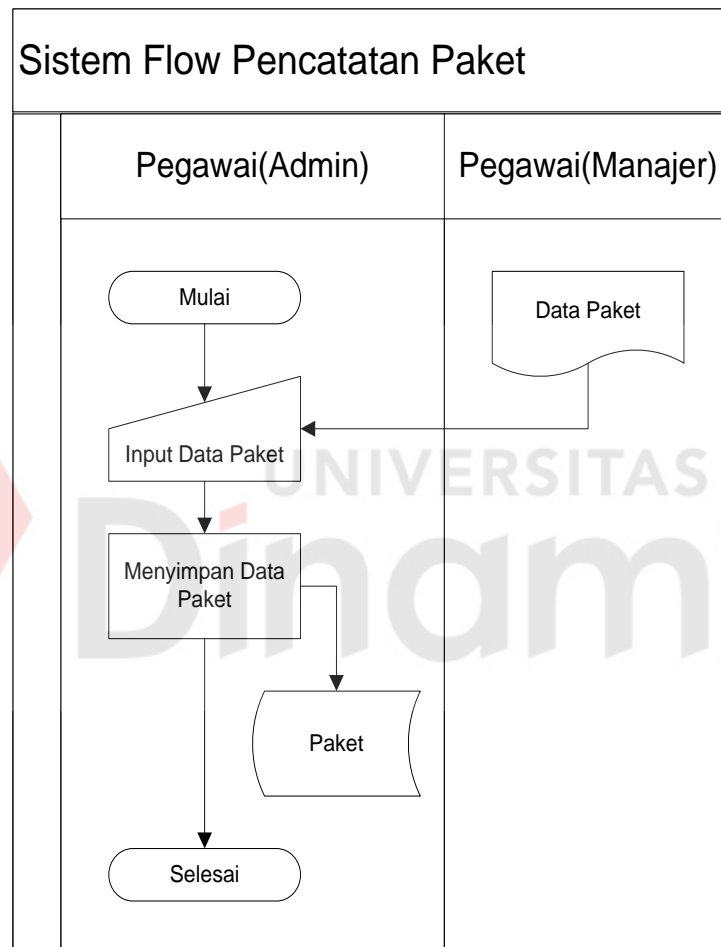 Sistem Flow Pencatatan Paket
Pegawai(Admin)
Pegawai(Manajer)
Mulai
Data Paket
Input Data Paket
UNIVERSITAS
Dinam
Menyimpan Data
Paket
Paket
Selesai